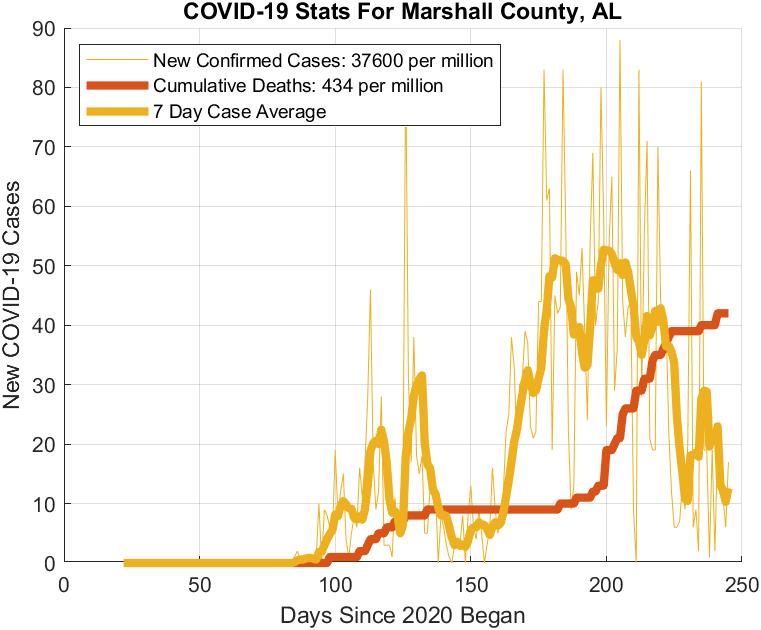 COVID-19 Stats For Marshall County, AL
New Confirmed Cases: 37600 per million
Cumulative Deaths: 434 per million
7 Day Case Average
New COVID-19 Cases
90
80
70
60
50
40
30
20
10
0
0 50 100 150 200 250
Days Since 2020 Began